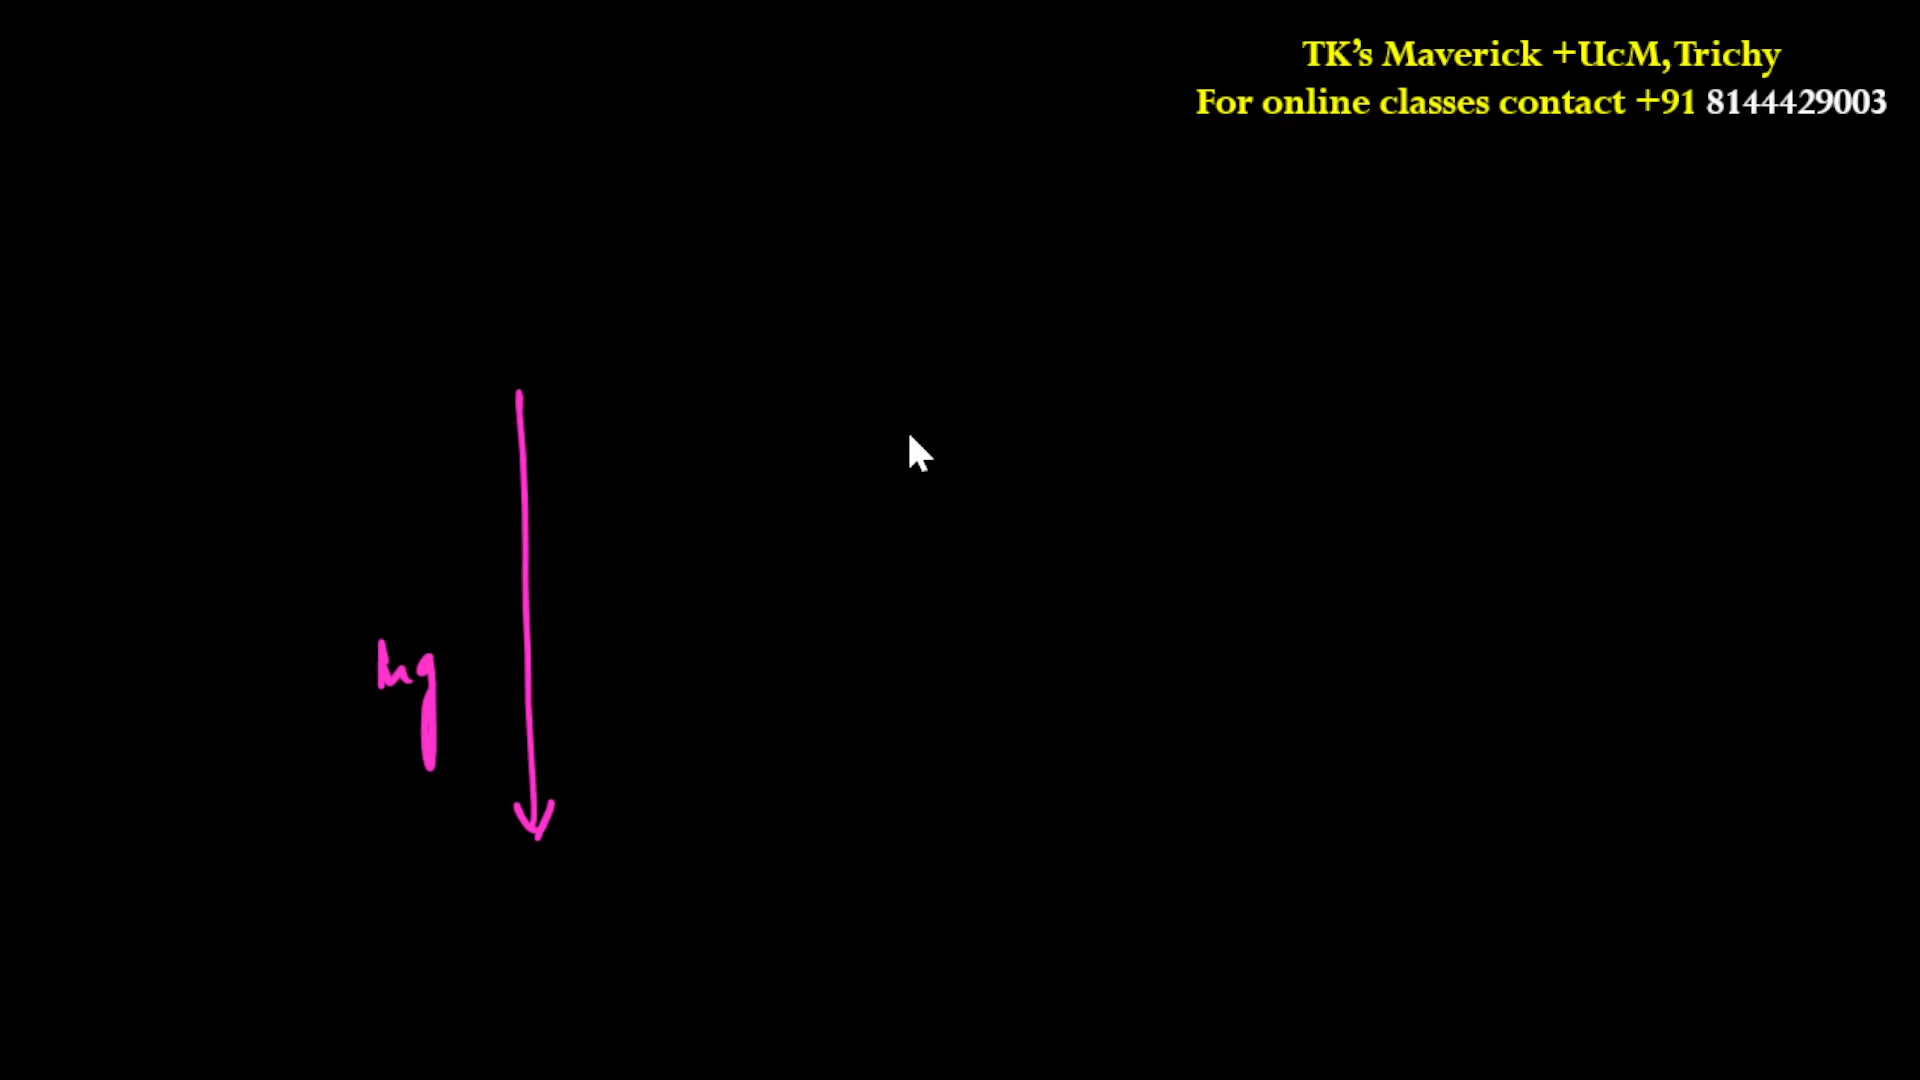 TK's Maverick +UcM, Trichy
For online classes contact +91 8144429003
mg